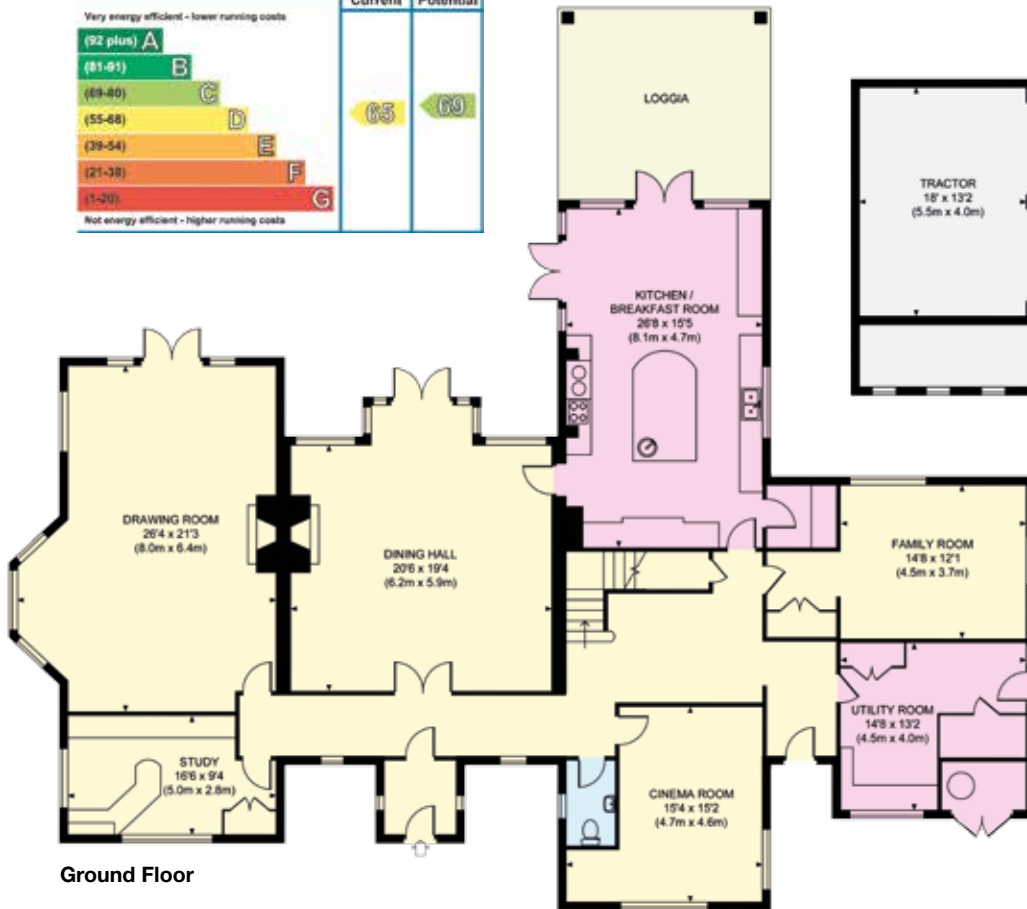 Current Potential
Very energy efficient - lower running costs
(92 plus) A
(81-91) B
(69-80) C
(55-68) D
(39-54) E
(21-38) F
(1-20) G
65
69
Not energy efficient - higher running costs
LOGGIA
TRACTOR
18' x 13'2
(5.5m x 4.0m)
KITCHEN /
BREAKFAST ROOM
26'8 x 15'5
(8.1m x 4.7m)
DRAWING ROOM
26'4 x 21'3
(8.0m x 6.4m)
DINING HALL
20'6 x 19'4
(6.2m x 5.9m)
FAMILY ROOM
14'8 x 12'1
(4.5m x 3.7m)
UTILITY ROOM
14'8 x 13'2
(4.5m x 4.0m)
STUDY
16'6 x 9'4
(5.0m x 2.8m)
CINEMA ROOM
15'4 x 15'2
(4.7m x 4.6m)
Ground Floor